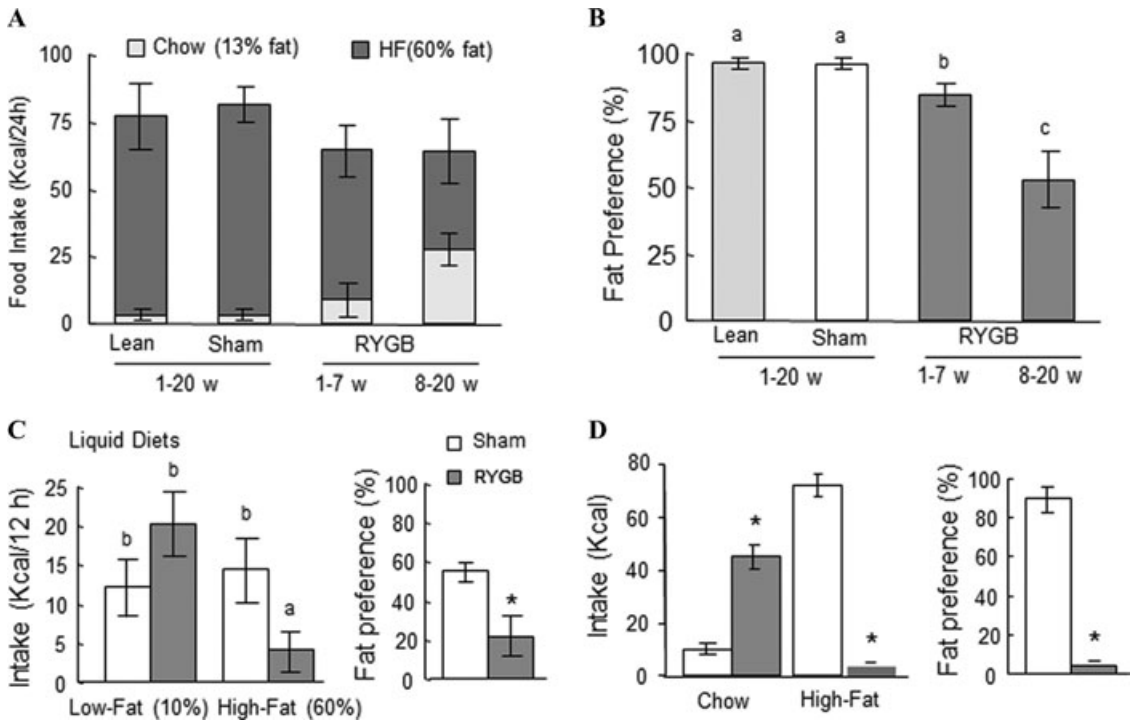 A
Chow (13% fat) HF(60% fat)
Food Intake (Kcal/24h)
100
75
50
25
0
Lean Sham RYGB
1-20 w 1-7 w 8-20 w
B
Fat Preference (%)
100
75
50
25
0
a a b c
Lean Sham RYGB
1-20 w 1-7 w 8-20 w
C
Liquid Diets
Intake (Kcal/12 h)
25
20
15
10
5
0
b b b a
Low-Fat (10%) High-Fat (60%)
Sham
RYGB
Fat preference (%)
100
80
60
40
20
0
*
D
Intake (Kcal)
80
60
40
20
0
* *
Chow High-Fat
Fat preference (%)
100
80
60
40
20
0
*